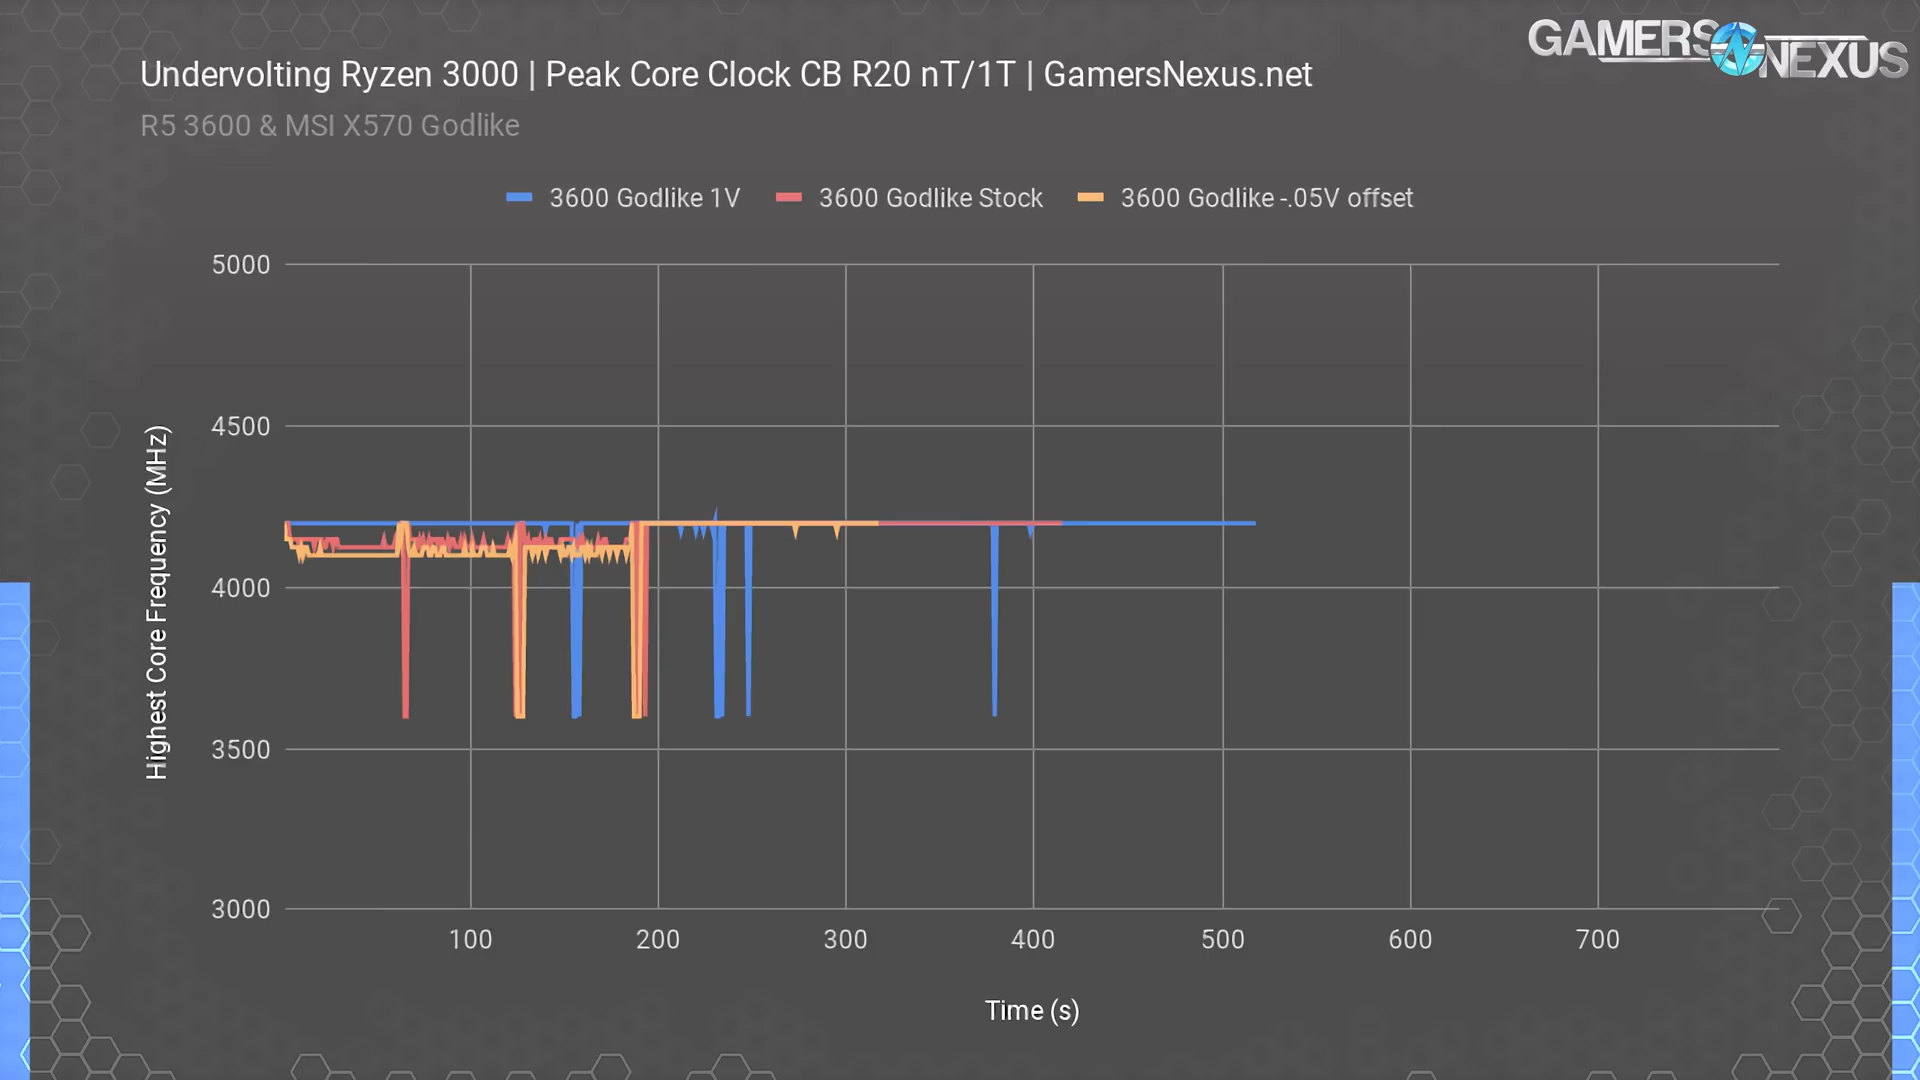 GAMERS NEXUS
Undervolting Ryzen 3000 | Peak Core Clock CB R20 nT/1T | GamersNexus.net
R5 3600 & MSI X570 Godlike
3600 Godlike 1V 3600 Godlike Stock 3600 Godlike -.05V offset
Highest Core Frequency (MHz)
5000
4500
4000
3500
3000
100 200 300 400 500 600 700
Time (s)